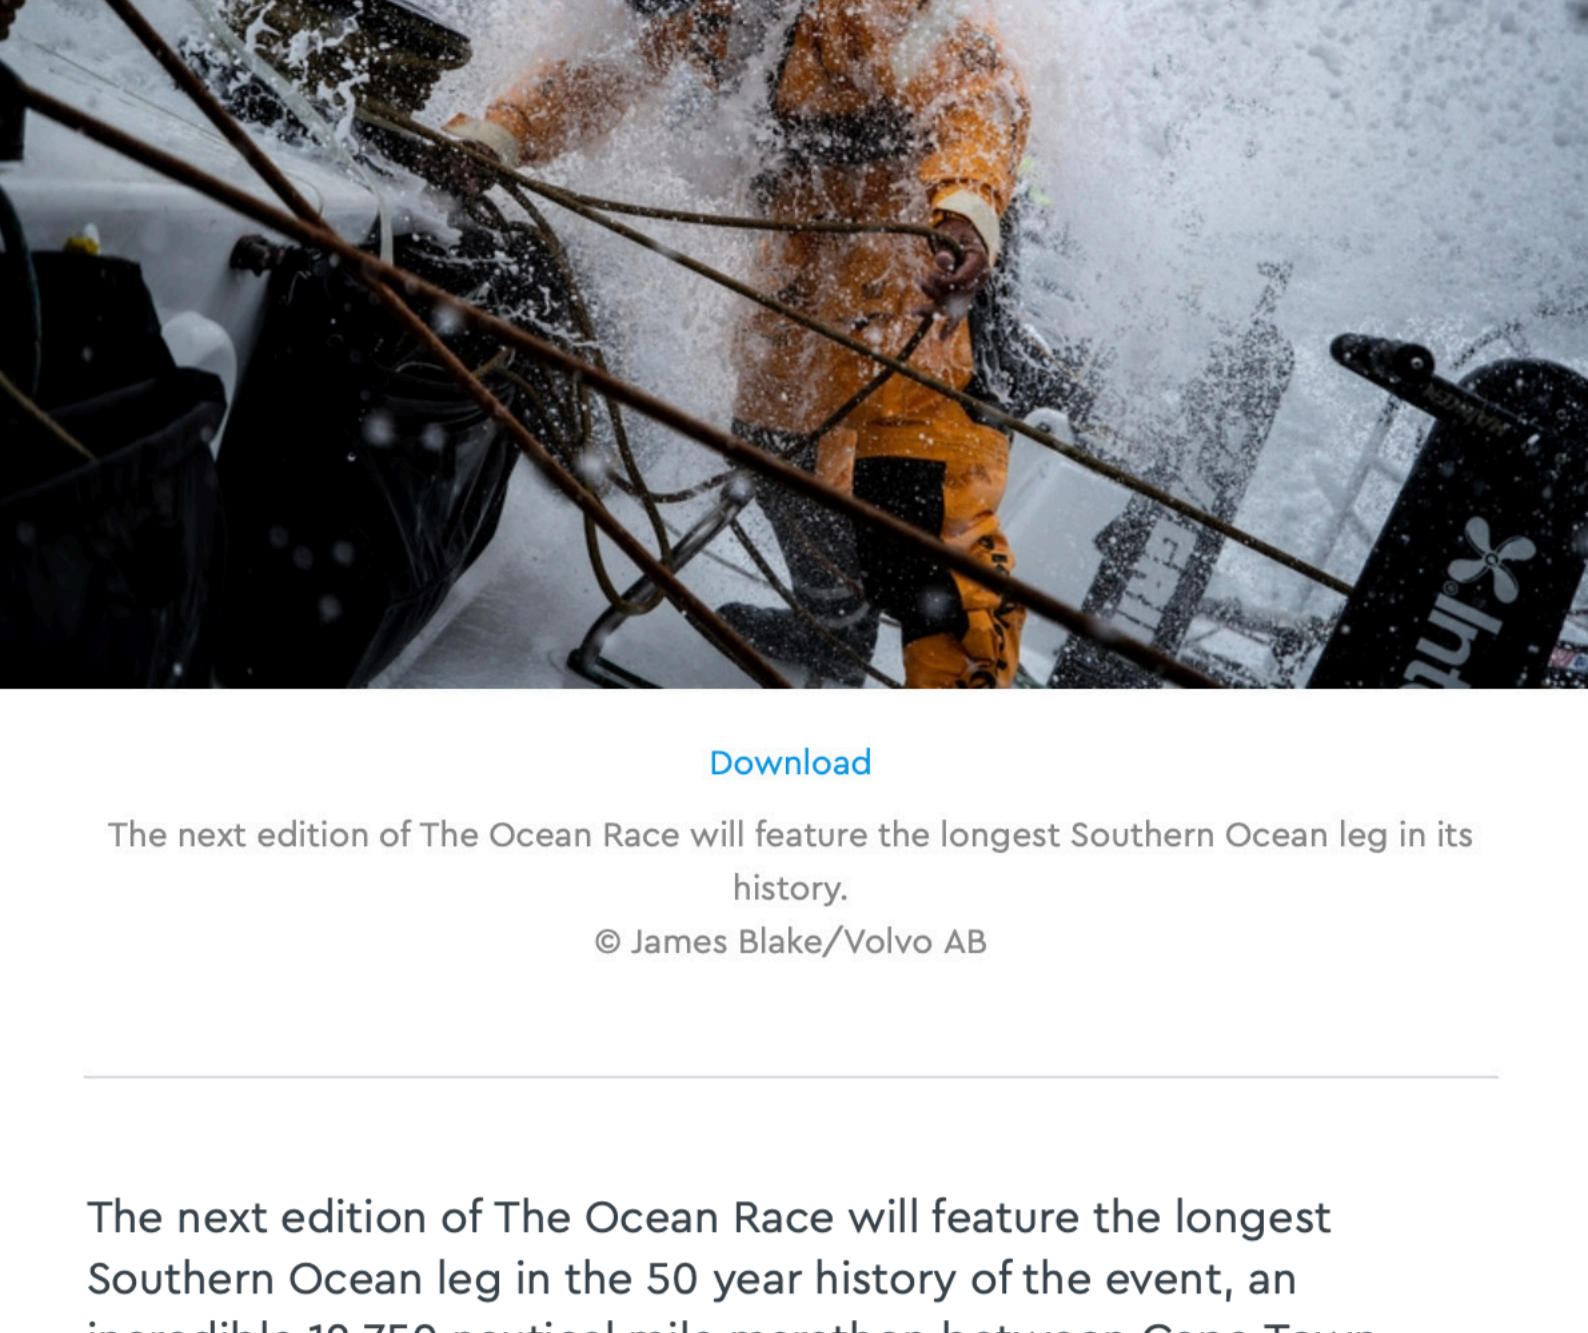 HARKEN
Download
The next edition of The Ocean Race will feature the longest Southern Ocean leg in its
history.
© James Blake/Volvo AB
The next edition of The Ocean Race will feature the longest
Southern Ocean leg in the 50 year history of the event, an